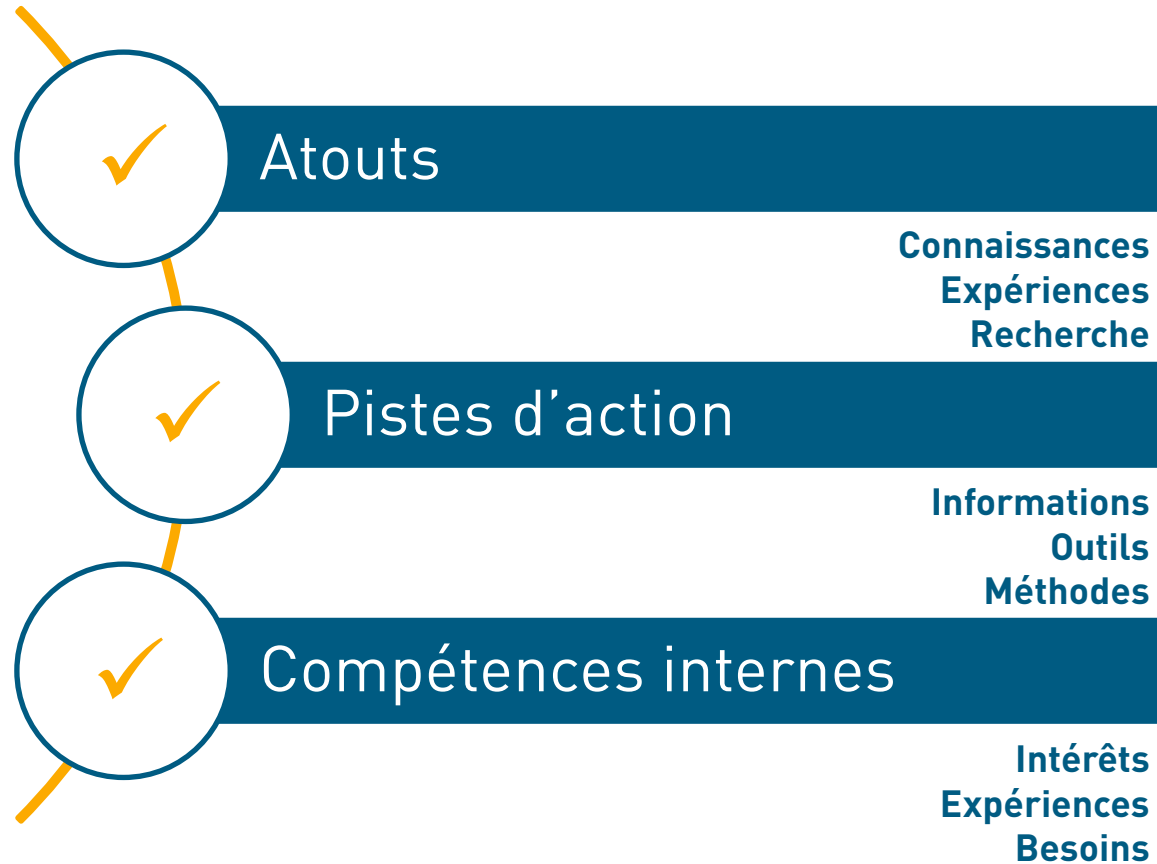 Atouts
Connaissances
Expériences
Recherche
Pistes d’action
Informations
Outils
Méthodes
Compétences internes
Intérêts
Expériences
Besoins